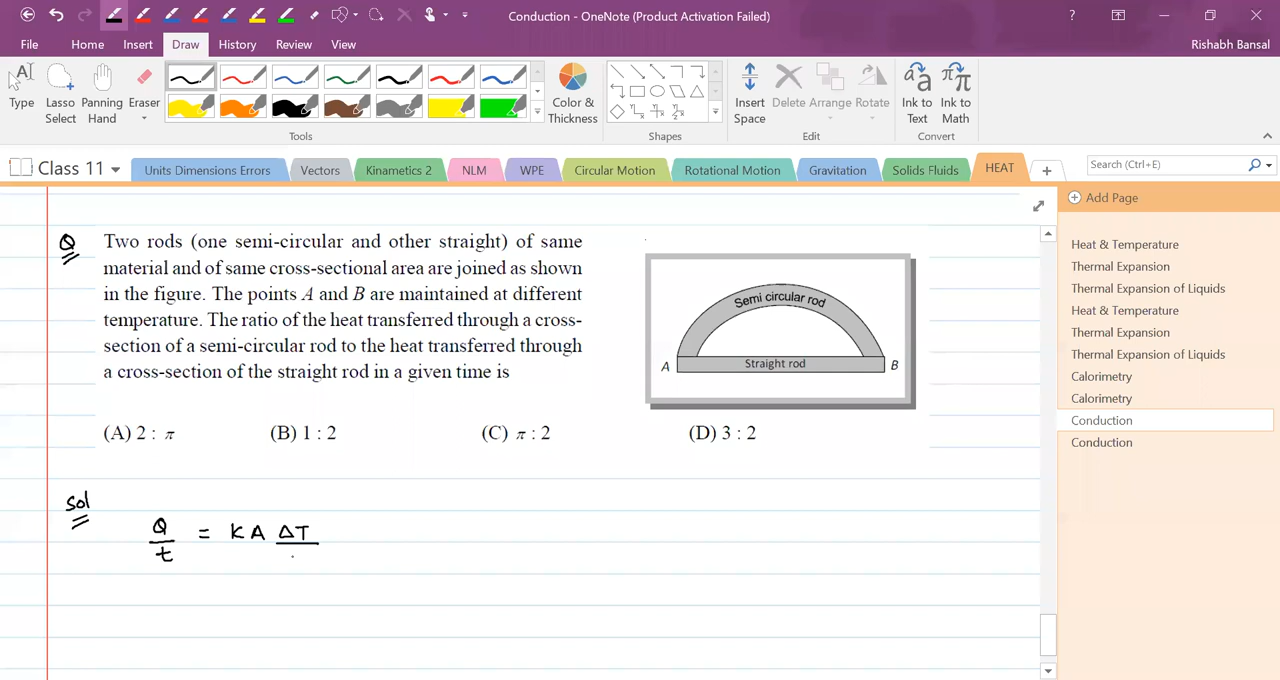 Conduction - OneNote (Product Activation Failed)
?
File Home Insert Draw History Review View
Rishabh Bansal
Type
Lasso Select
Panning Hand
Eraser
Color & Thickness
Insert Space
Delete
Arrange
Rotate
Ink to Text
Ink to Math
Tools
Shapes
Edit
Convert
Class 11
Units Dimensions Errors
Vectors
Kinametics 2
NLM
WPE
Circular Motion
Rotational Motion
Gravitation
Solids Fluids
HEAT
Search (Ctrl+E)
Add Page
Heat & Temperature
Thermal Expansion
Thermal Expansion of Liquids
Heat & Temperature
Thermal Expansion
Thermal Expansion of Liquids
Calorimetry
Calorimetry
Conduction
Conduction
Q
Two rods (one semi-circular and other straight) of same
material and of same cross-sectional area are joined as shown
in the figure. The points A and B are maintained at different
temperature. The ratio of the heat transferred through a cross-
section of a semi-circular rod to the heat transferred through
a cross-section of the straight rod in a given time is
Semi circular rod
A
Straight rod
B
(A) 2 : π (B) 1 : 2 (C) π : 2 (D) 3 : 2
Sol
Q/t = KA ΔT